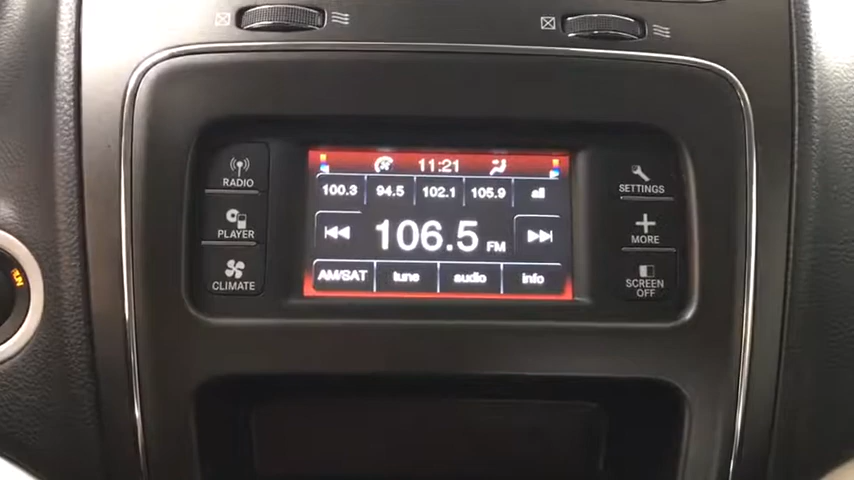 RADIO
PLAYER
CLIMATE
11:21
100.3 94.5 102.1 105.9 all
106.5 FM
AM/SAT tune audio info
SETTINGS
MORE
SCREEN
OFF
RUN